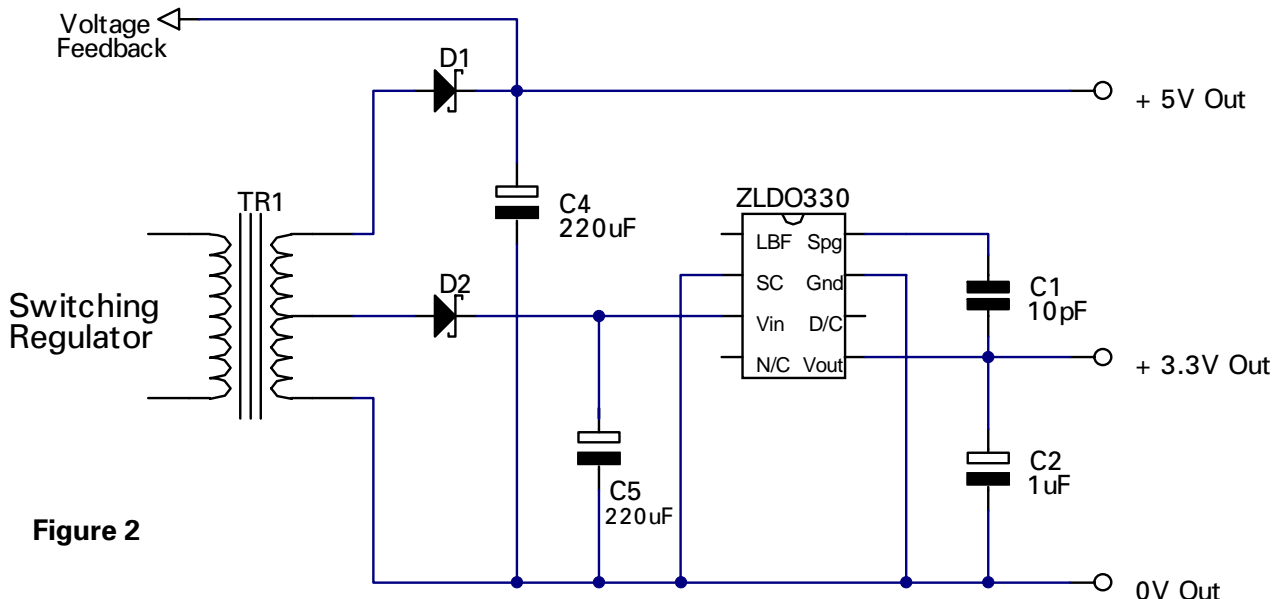 Voltage
Feedback
D1
+ 5V Out
TR1
C4
220uF
ZLDO330
LBF Spg
SC Gnd
Vin D/C
N/C Vout
C1
10pF
D2
Switching
Regulator
+ 3.3V Out
C5
220uF
C2
1uF
Figure 2
0V Out